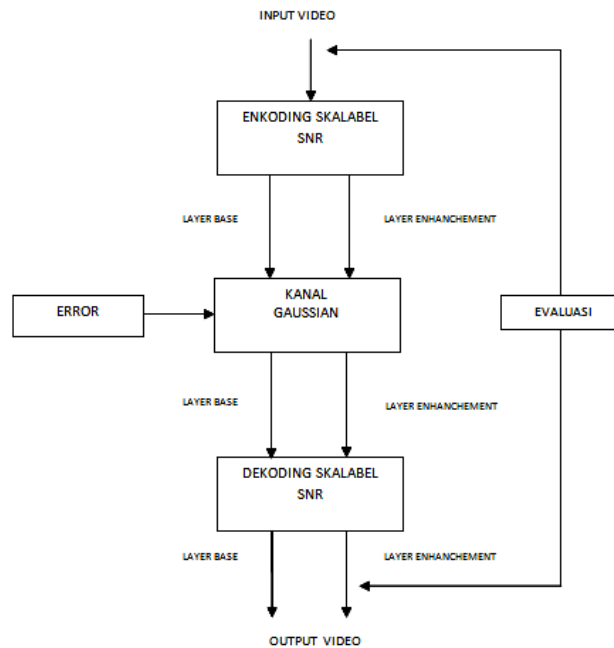 INPUT VIDEO
ENKODING SKALABEL
SNR
LAYER BASE
LAYER ENHANCHEMENT
KANAL
GAUSSIAN
ERROR
EVALUASI
LAYER BASE
LAYER ENHANCHEMENT
DEKODING SKALABEL
SNR
LAYER BASE
LAYER ENHANCHEMENT
OUTPUT VIDEO